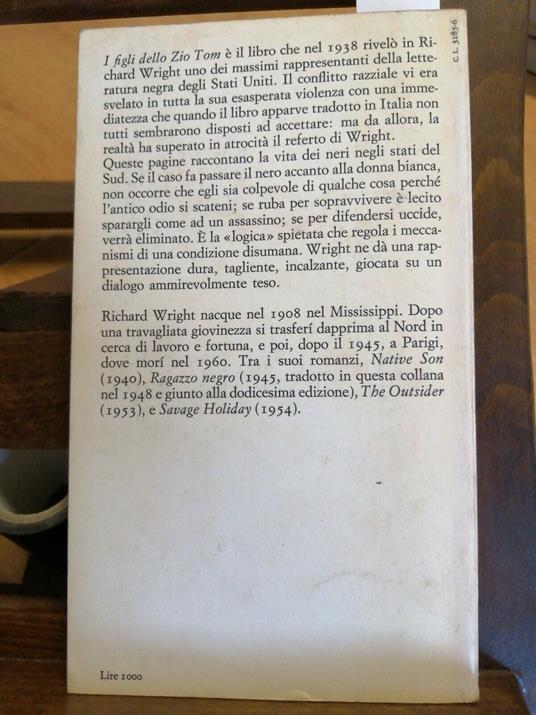 I figli dello Zio Tom è il libro che nel 1938 rivelò in Ri-
chard Wright uno dei massimi rappresentanti della lette-
ratura negra degli Stati Uniti. Il conflitto razziale vi era
svelato in tutta la sua esasperata violenza con una imme-
diatezza che quando il libro apparve tradotto in Italia non
tutti sembrarono disposti ad accettare: ma da allora, la
realtà ha superato in atrocità il referto di Wright.
Queste pagine raccontano la vita dei neri negli stati del
Sud. Se il caso fa passare il nero accanto alla donna bianca,
non occorre che egli sia colpevole di qualche cosa perché
l'antico odio si scateni; se ruba per sopravvivere è lecito
sparargli come ad un assassino; se per difendersi uccide,
verrà eliminato. È la «logica» spietata che regola i mecca-
nismi di una condizione disumana. Wright ne dà una rap-
presentazione dura, tagliente, incalzante, giocata su un
dialogo ammirevolmente teso.
Richard Wright nacque nel 1908 nel Mississippi. Dopo
una travagliata giovinezza si trasferí dapprima al Nord in
cerca di lavoro e fortuna, e poi, dopo il 1945, a Parigi,
dove morí nel 1960. Tra i suoi romanzi, Native Son
(1940), Ragazzo negro (1945, tradotto in questa collana
nel 1948 e giunto alla dodicesima edizione), The Outsider
(1953), e Savage Holiday (1954).
Lire 1000
C. L. 3185-6